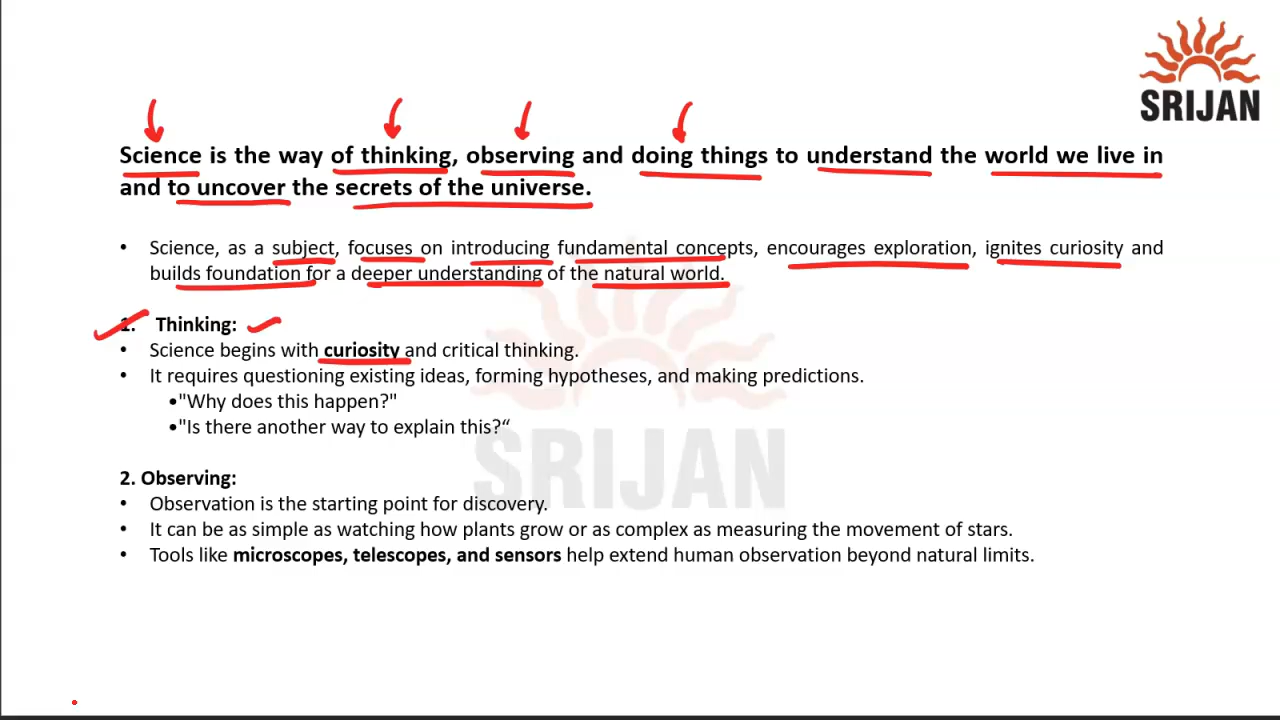 SRIJAN
Science is the way of thinking, observing and doing things to understand the world we live in
and to uncover the secrets of the universe.
• Science, as a subject, focuses on introducing fundamental concepts, encourages exploration, ignites curiosity and
builds foundation for a deeper understanding of the natural world.
1. Thinking:
• Science begins with curiosity and critical thinking.
• It requires questioning existing ideas, forming hypotheses, and making predictions.
•"Why does this happen?"
•"Is there another way to explain this?“
SRIJAN
2. Observing:
• Observation is the starting point for discovery.
• It can be as simple as watching how plants grow or as complex as measuring the movement of stars.
• Tools like microscopes, telescopes, and sensors help extend human observation beyond natural limits.